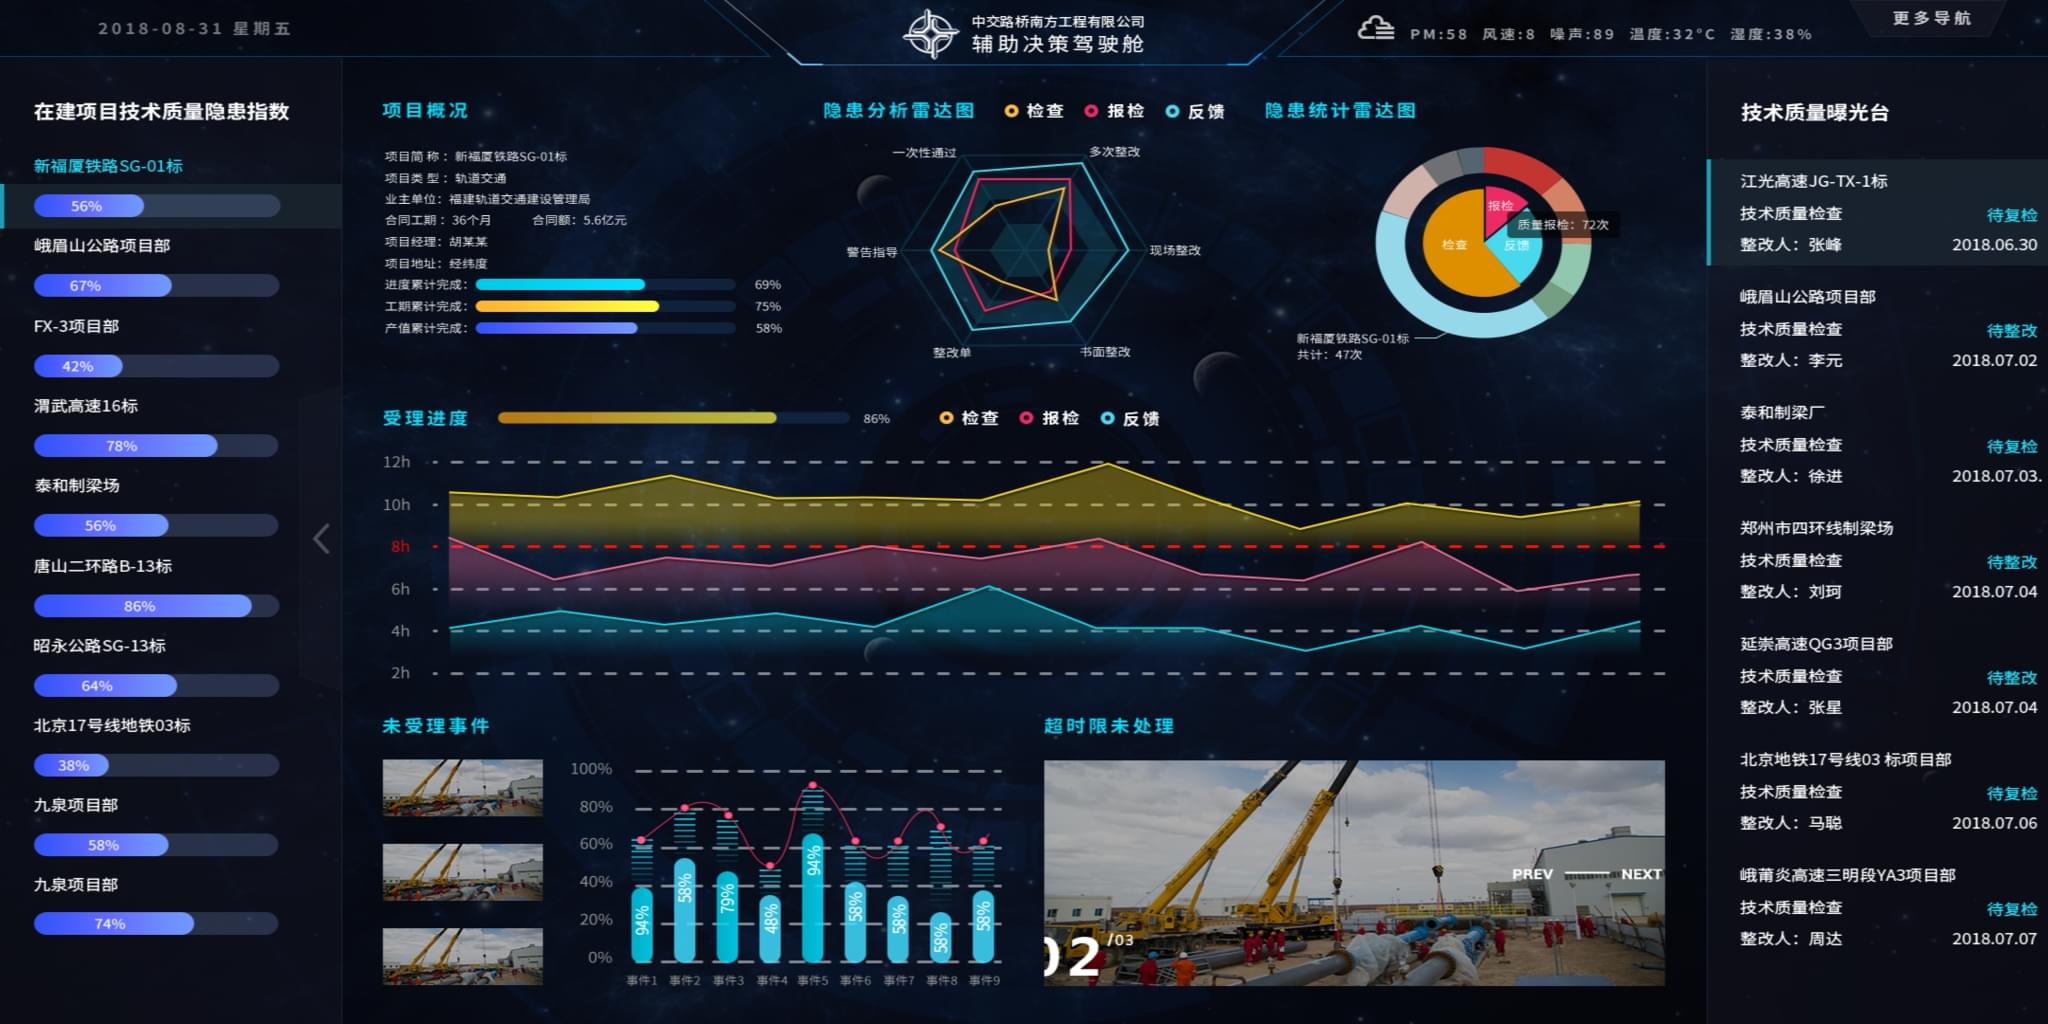 2018-08-31 星期五
中交路桥南方工程有限公司
辅助决策驾驶舱
PM:58 风速:8 噪声:89 温度:32°C 湿度:38%
更多导航
在建项目技术质量隐患指数
新福厦铁路SG-01标
56%
峨眉山公路项目部
67%
FX-3项目部
42%
渭武高速16标
78%
泰和制梁场
56%
唐山二环路B-13标
86%
昭永公路SG-13标
64%
北京17号线地铁03标
38%
九泉项目部
58%
九泉项目部
74%
项目概况
项目简 称： 新福厦铁路SG-01标
项目类 型： 轨道交通
业主单位：福建轨道交通建设管理局
合同工期 : 36个月 合同额：5.6亿元
项目经理：胡某某
项目地址：经纬度
进度累计完成： 69%
工期累计完成： 75%
产值累计完成： 58%
隐患分析雷达图 检查 报检 反馈
一次性通过
多次整改
警告指导
现场整改
整改单
书面整改
隐患统计雷达图
报检
质量报检：72次
检查
反馈
新福厦铁路SG-01标
共计：47次
受理进度 86% 检查 报检 反馈
12h
10h
8h
6h
4h
2h
未受理事件
100%
80%
60%
40%
20%
0%
94%
58%
79%
48%
94%
58%
58%
58%
58%
事件1 事件2 事件3 事件4 事件5 事件6 事件7 事件8 事件9
超时限未处理
PREV NEXT
02 /03
技术质量曝光台
江光高速JG-TX-1标
技术质量检查 待复检
整改人：张峰 2018.06.30
峨眉山公路项目部
技术质量检查 待整改
整改人：李元 2018.07.02
泰和制梁厂
技术质量检查 待复检
整改人：徐进 2018.07.03.
郑州市四环线制梁场
技术质量检查 待整改
整改人：刘珂 2018.07.04
延崇高速QG3项目部
技术质量检查 待整改
整改人：张星 2018.07.04
北京地铁17号线03 标项目部
技术质量检查 待复检
整改人：马聪 2018.07.06
峨莆炎高速三明段YA3项目部
技术质量检查 待复检
整改人：周达 2018.07.07